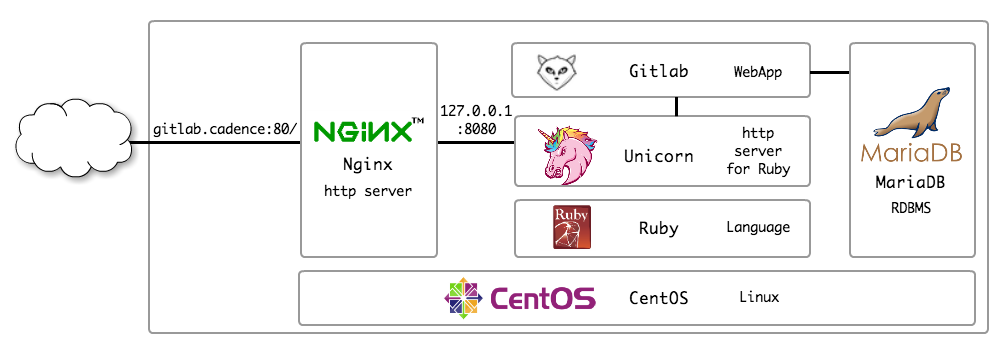 gitlab.cadence:80/
NGINX™
Nginx
http server
127.0.0.1
:8080
Gitlab WebApp
Unicorn
http
server
for Ruby
Ruby
Ruby Language
MariaDB
MariaDB
RDBMS
CentOS CentOS Linux